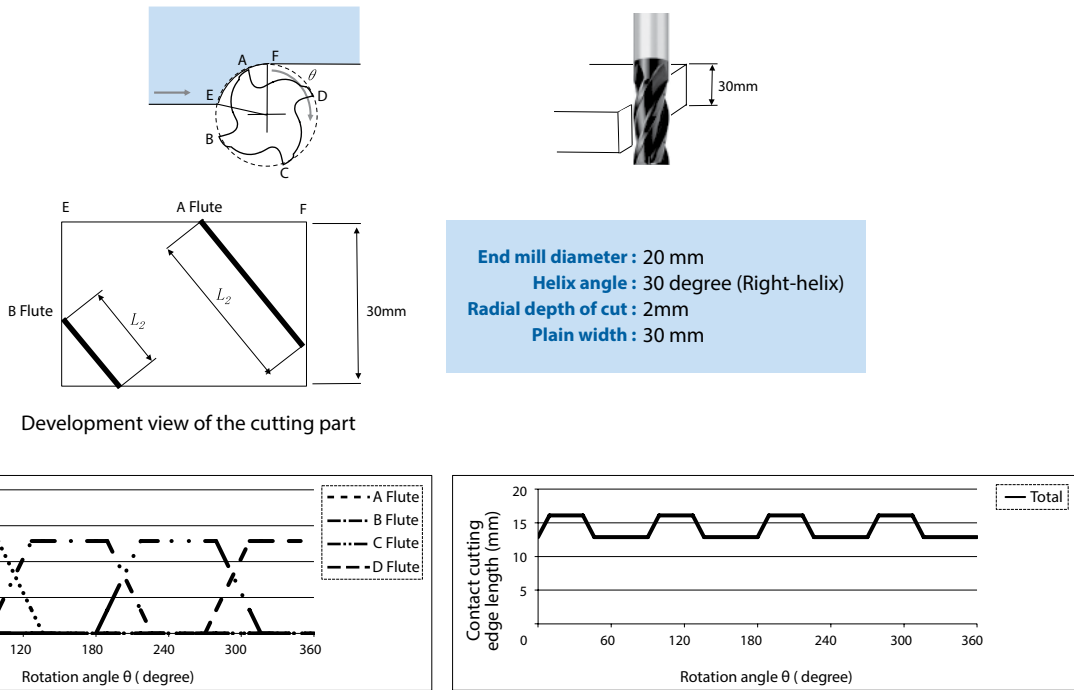 A
F
θ
E
D
B
C
30mm
E
A Flute
F
B Flute
L2
L2
30mm
End mill diameter : 20 mm
Helix angle : 30 degree (Right-helix)
Radial depth of cut : 2mm
Plain width : 30 mm
Development view of the cutting part
A Flute
B Flute
C Flute
D Flute
120 180 240 300 360
Rotation angle θ ( degree)
Contact cutting
edge length (mm)
20
15
10
5
0 60 120 180 240 300 360
Total
Rotation angle θ ( degree)